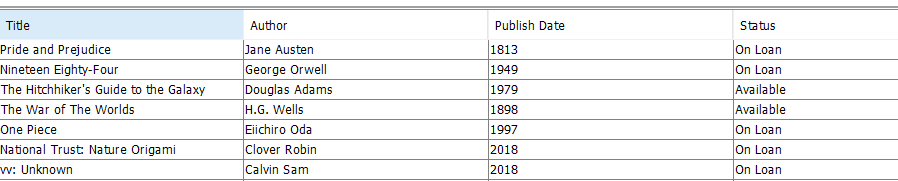 Title Author Publish Date Status
Pride and Prejudice Jane Austen 1813 On Loan
Nineteen Eighty-Four George Orwell 1949 On Loan
The Hitchhiker's Guide to the Galaxy Douglas Adams 1979 Available
The War of The Worlds H.G. Wells 1898 Available
One Piece Eiichiro Oda 1997 On Loan
National Trust: Nature Origami Clover Robin 2018 On Loan
vv: Unknown Calvin Sam 2018 On Loan